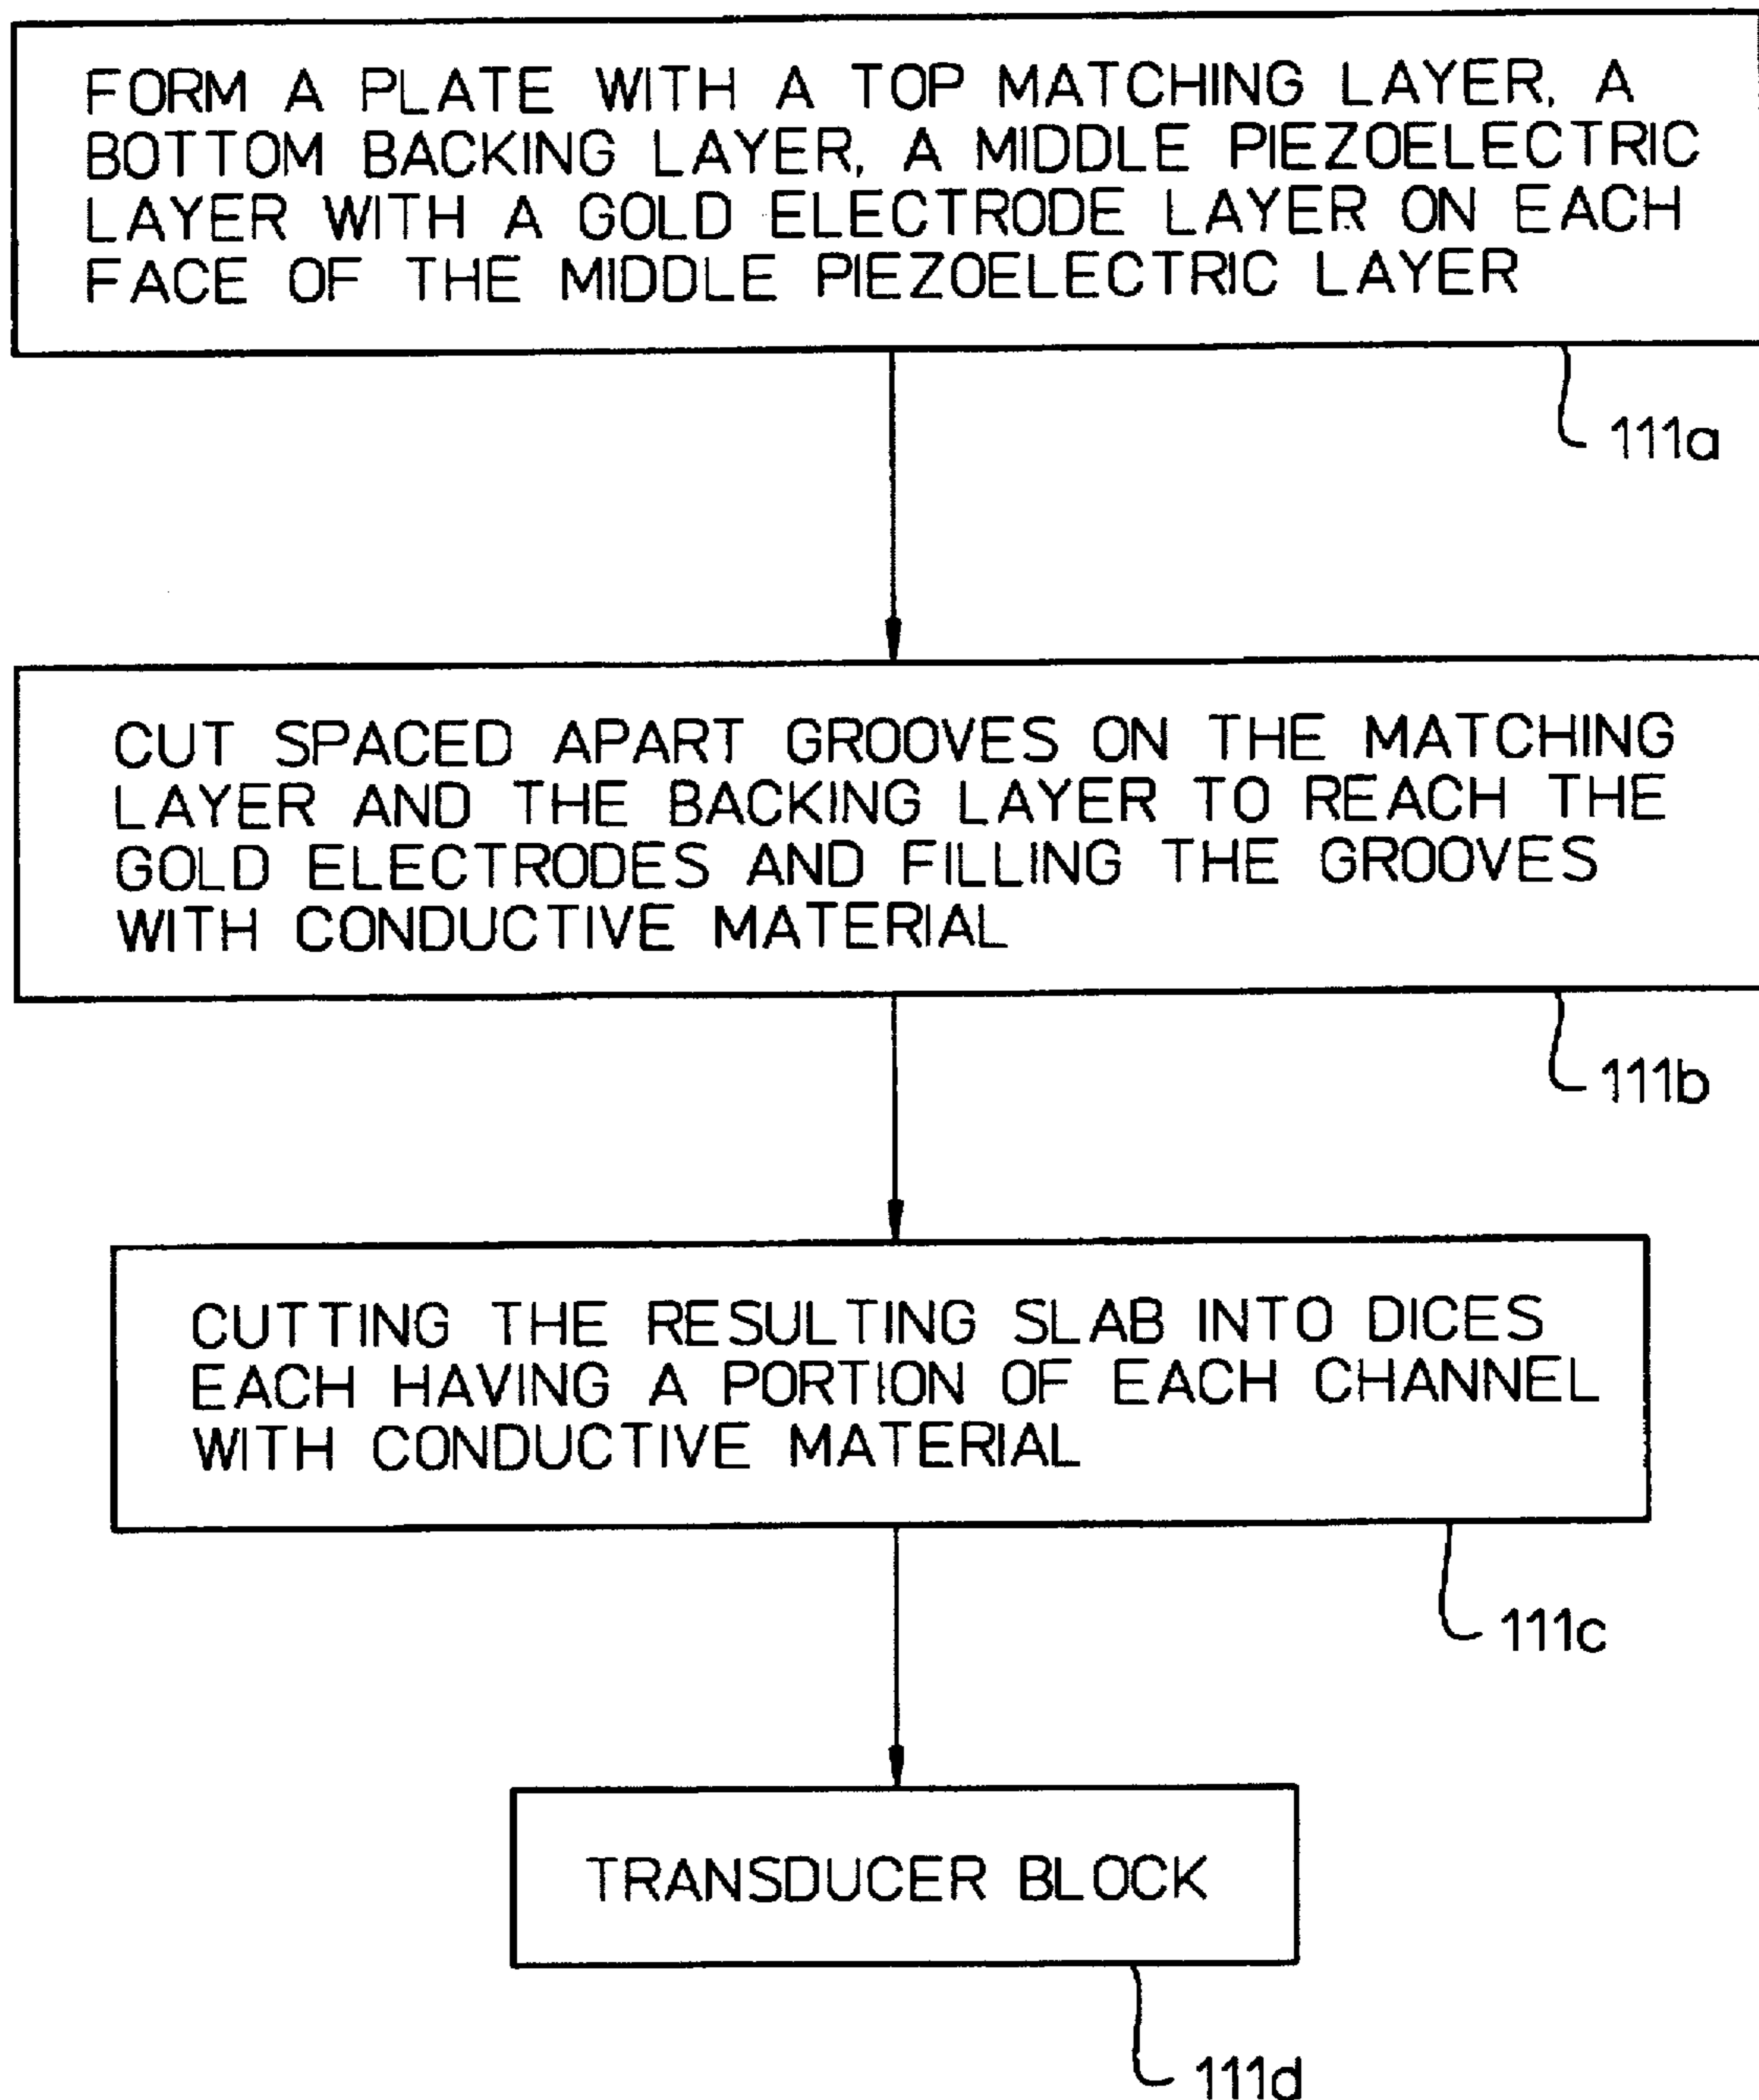 FORM A PLATE WITH A TOP MATCHING LAYER, A
BOTTOM BACKING LAYER, A MIDDLE PIEZOELECTRIC
LAYER WITH A GOLD ELECTRODE LAYER ON EACH
FACE OF THE MIDDLE PIEZOELECTRIC LAYER
111a
CUT SPACED APART GROOVES ON THE MATCHING
LAYER AND THE BACKING LAYER TO REACH THE
GOLD ELECTRODES AND FILLING THE GROOVES
WITH CONDUCTIVE MATERIAL
111b
CUTTING THE RESULTING SLAB INTO DICES
EACH HAVING A PORTION OF EACH CHANNEL
WITH CONDUCTIVE MATERIAL
111c
TRANSDUCER BLOCK
111d